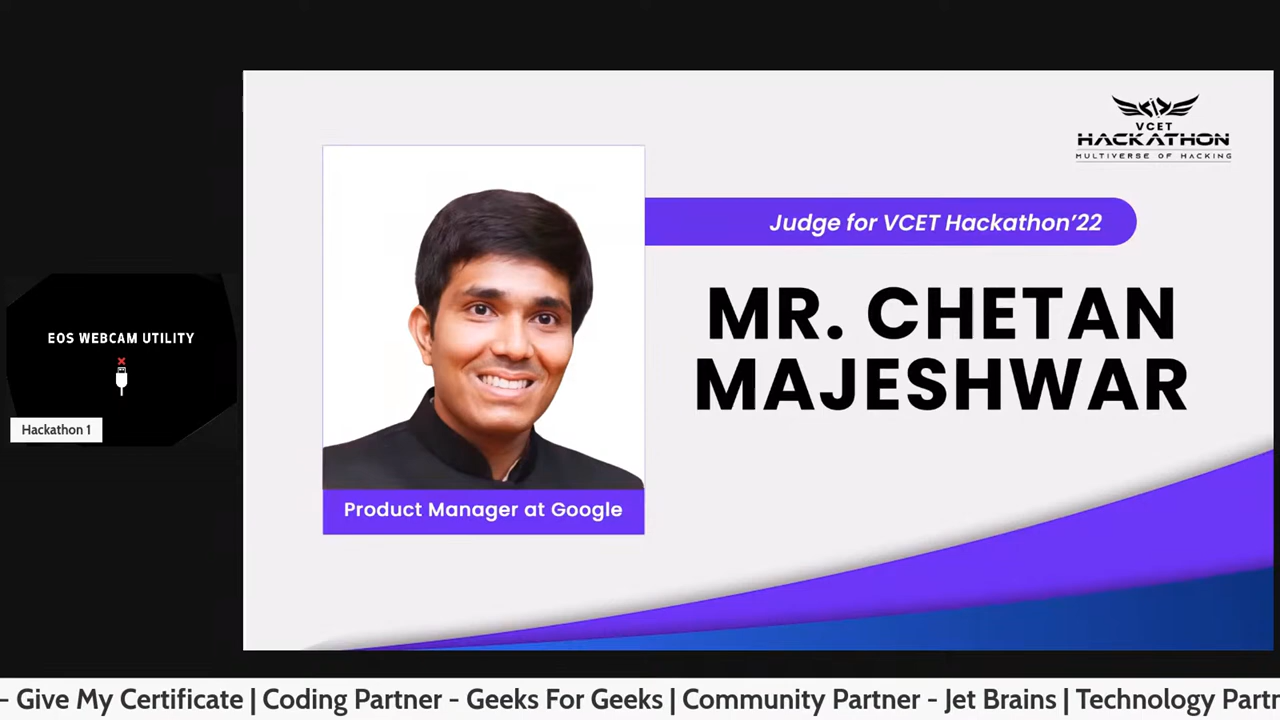 VCET
HACKATHON
MULTIVERSE OF HACKING
Judge for VCET Hackathon'22
MR. CHETAN
MAJESHWAR
Product Manager at Google
EOS WEBCAM UTILITY
Hackathon 1
- Give My Certificate | Coding Partner - Geeks For Geeks | Community Partner - Jet Brains | Technology Partn